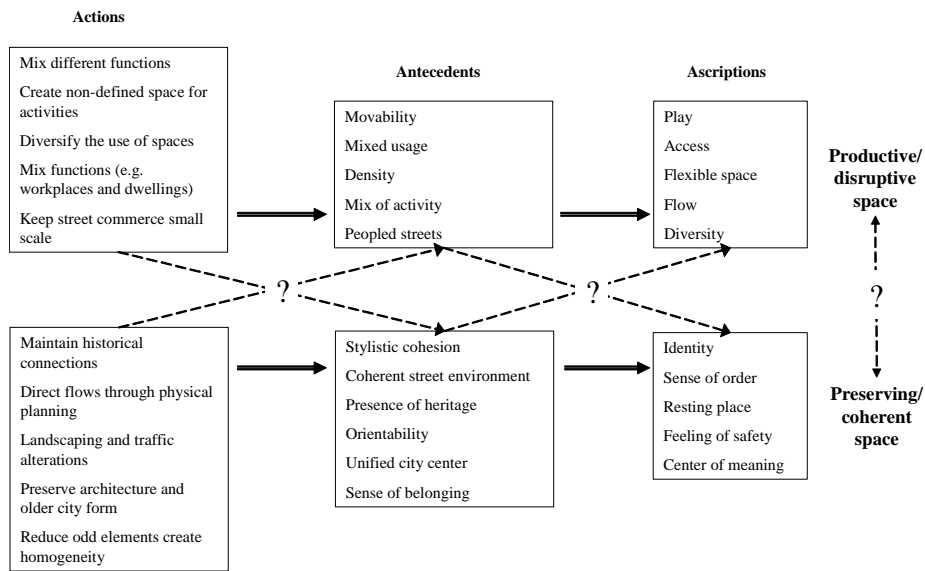 Actions
Mix different functions
Create non-defined space for
activities
Diversify the use of spaces
Mix functions (e.g.
workplaces and dwellings)
Keep street commerce small
scale
Antecedents
Movability
Mixed usage
Density
Mix of activity
Peopled streets
Ascriptions
Play
Access
Flexible space
Flow
Diversity
Productive/
disruptive
space
?
?
?
Maintain historical
connections
Direct flows through physical
planning
Landscaping and traffic
alterations
Preserve architecture and
older city form
Reduce odd elements create
homogeneity
Stylistic cohesion
Coherent street environment
Presence of heritage
Orientability
Unified city center
Sense of belonging
Identity
Sense of order
Resting place
Feeling of safety
Center of meaning
Preserving/
coherent
space